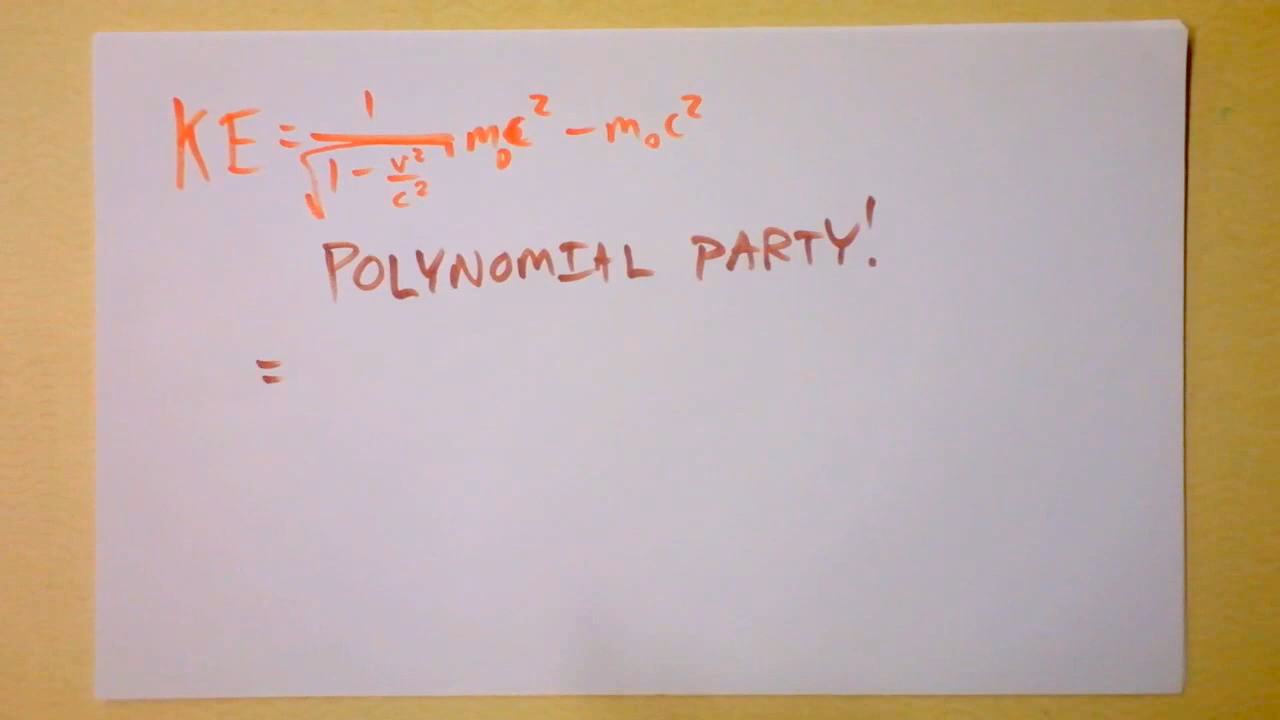 KE = 1/√(1 - v²/c²) m₀c² - m₀c²
POLYNOMIAL PARTY!
=